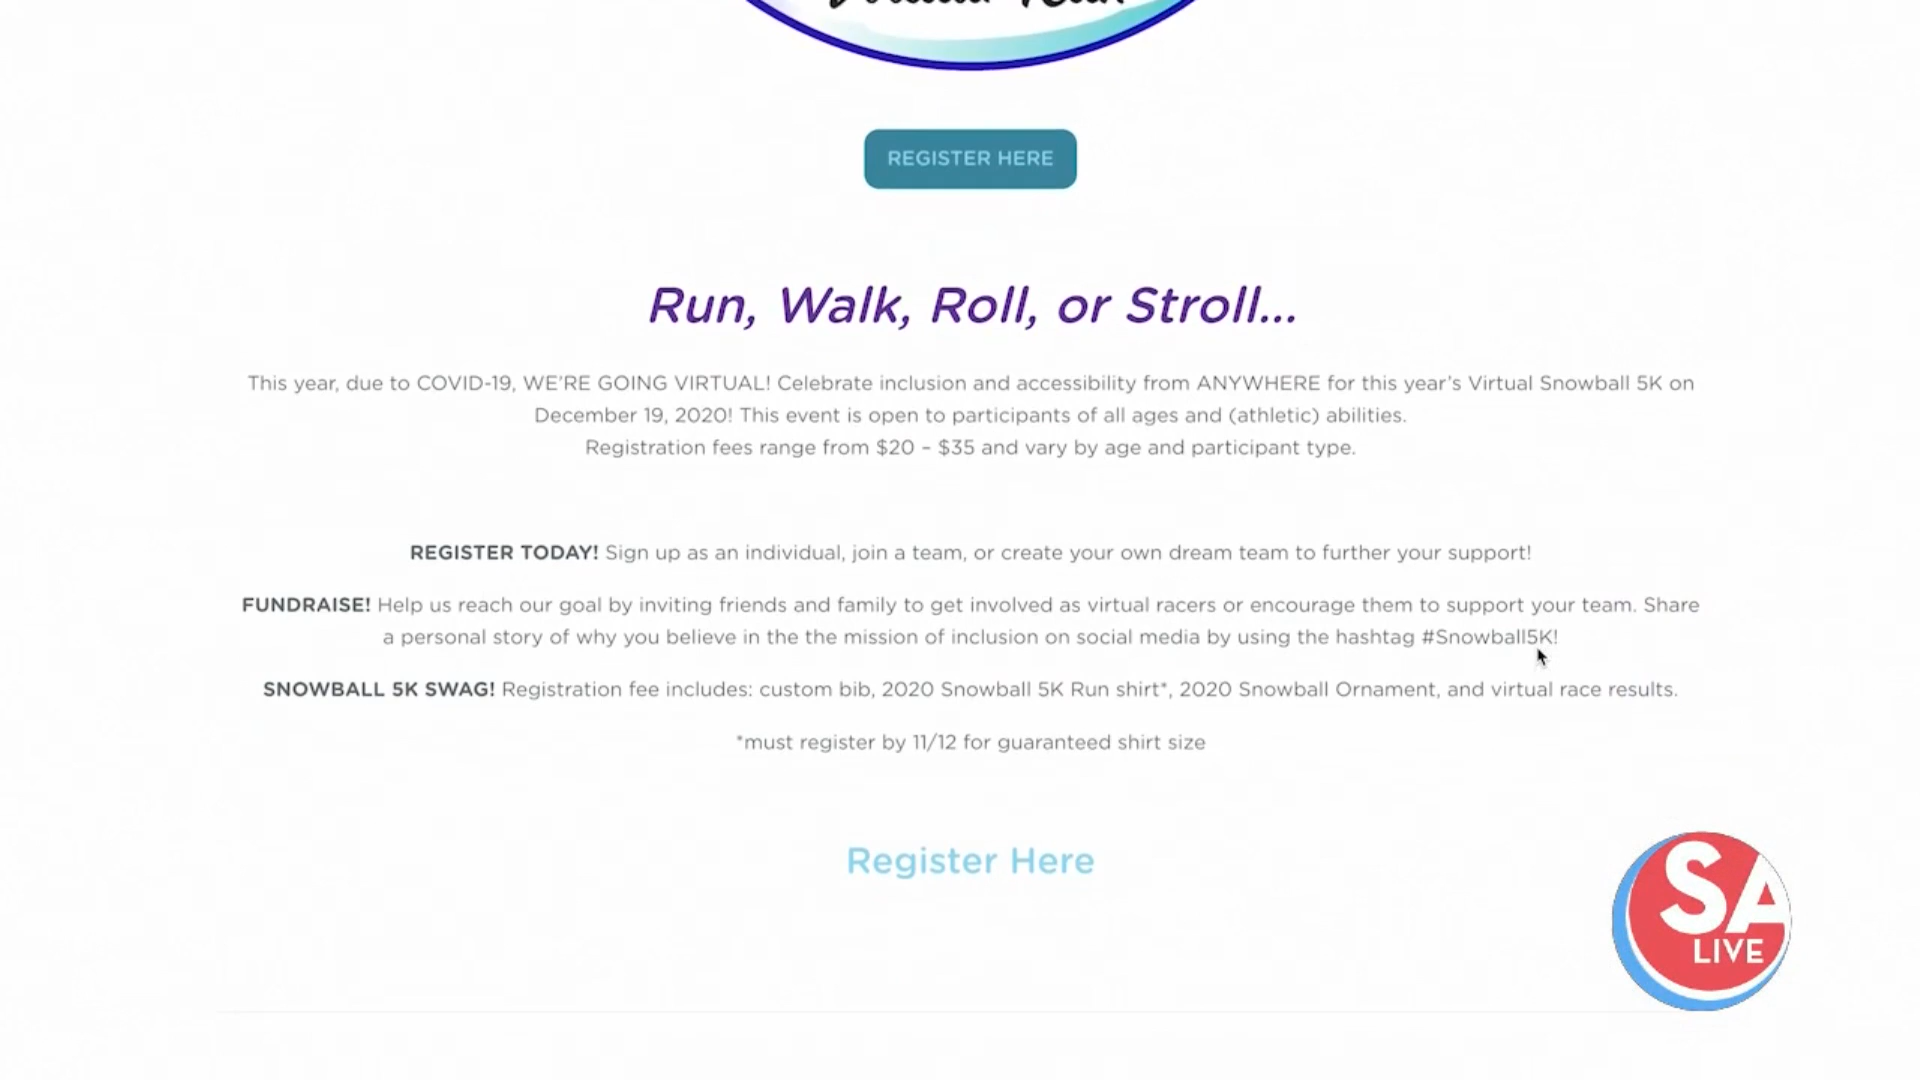 REGISTER HERE
Run, Walk, Roll, or Stroll...
This year, due to COVID-19, WE'RE GOING VIRTUAL! Celebrate inclusion and accessibility from ANYWHERE for this year's Virtual Snowball 5K on
December 19, 2020! This event is open to participants of all ages and (athletic) abilities.
Registration fees range from $20 – $35 and vary by age and participant type.
REGISTER TODAY! Sign up as an individual, join a team, or create your own dream team to further your support!
FUNDRAISE! Help us reach our goal by inviting friends and family to get involved as virtual racers or encourage them to support your team. Share
a personal story of why you believe in the the mission of inclusion on social media by using the hashtag #Snowball5K!
SNOWBALL 5K SWAG! Registration fee includes: custom bib, 2020 Snowball 5K Run shirt*, 2020 Snowball Ornament, and virtual race results.
*must register by 11/12 for guaranteed shirt size
Register Here
SA
LIVE